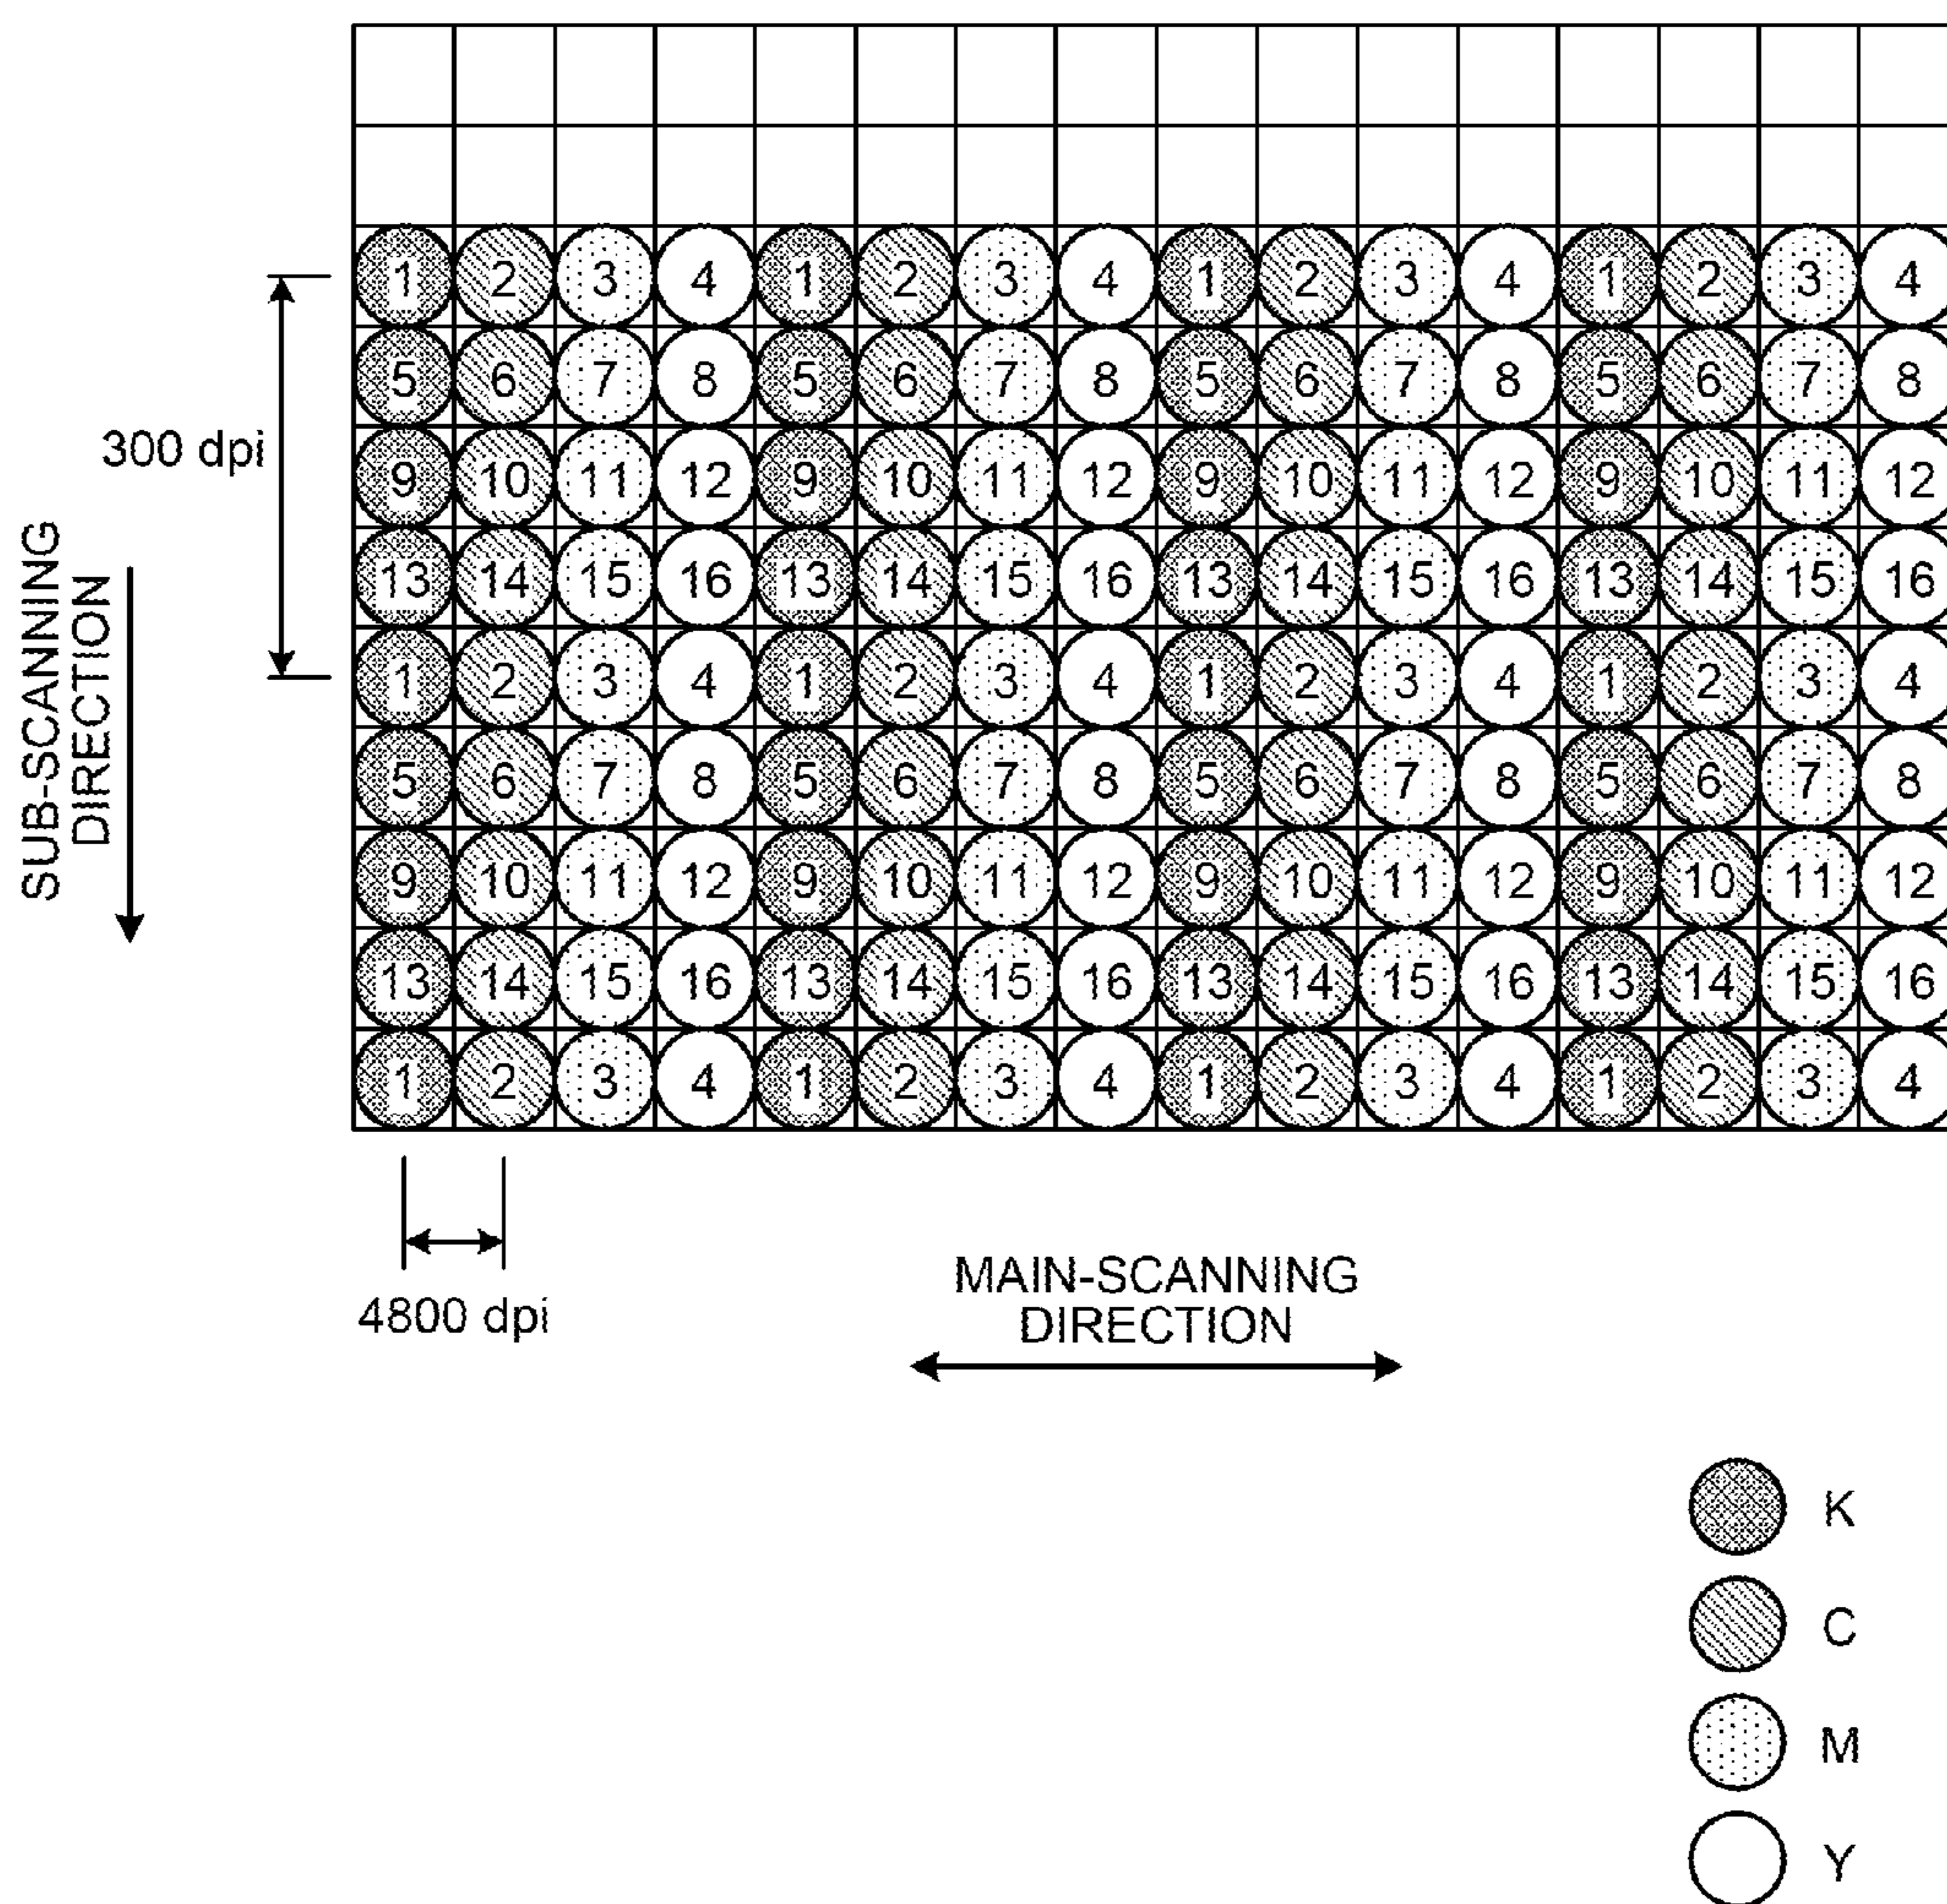 1 2 3 4 1 2 3 4 1 2 3 4 1 2 3 4
5 6 7 8 5 6 7 8 5 6 7 8 5 6 7 8
300 dpi
9 10 11 12 9 10 11 12 9 10 11 12 9 10 11 12
13 14 15 16 13 14 15 16 13 14 15 16 13 14 15 16
SUB-SCANNING
DIRECTION
1 2 3 4 1 2 3 4 1 2 3 4 1 2 3 4
5 6 7 8 5 6 7 8 5 6 7 8 5 6 7 8
9 10 11 12 9 10 11 12 9 10 11 12 9 10 11 12
13 14 15 16 13 14 15 16 13 14 15 16 13 14 15 16
1 2 3 4 1 2 3 4 1 2 3 4 1 2 3 4
4800 dpi
MAIN-SCANNING
DIRECTION
K
C
M
Y